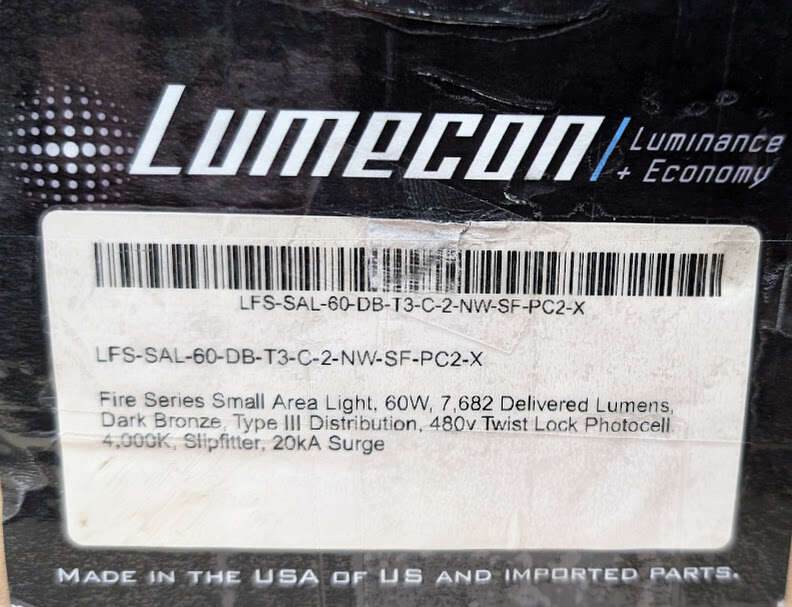 Lumecon/Luminance
+ Economy
LFS-SAL-60-DB-T3-C-2-NW-SF-PC2-X
LFS-SAL-60-DB-T3-C-2-NW-SF-PC2-X
Fire Series Small Area Light, 60W, 7,682 Delivered Lumens,
Dark Bronze, Type III Distribution, 480v Twist Lock Photocell
4,000K, Slipfitter, 20kA Surge
MADE IN THE USA OF US AND IMPORTED PARTS.